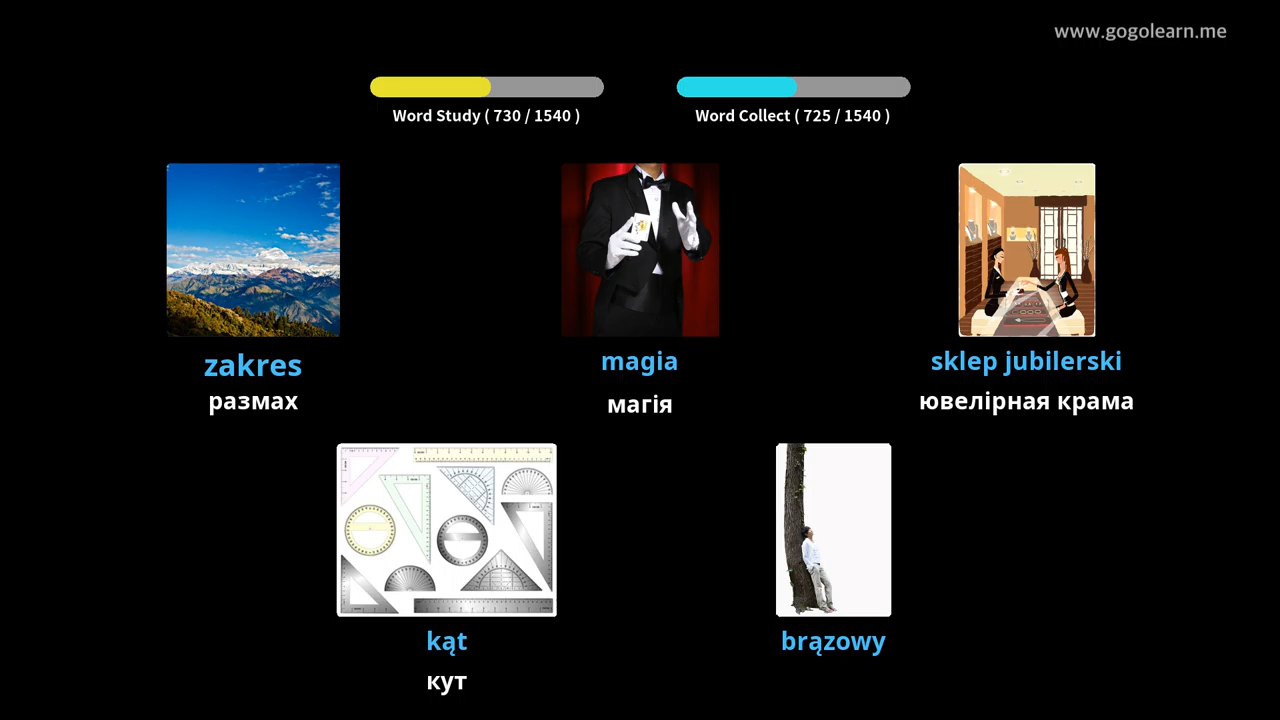 www.gogolearn.me
Word Study ( 730 / 1540 )
Word Collect ( 725 / 1540 )
zakres
размах
magia
магія
sklep jubilerski
ювелірная крама
kąt
кут
brązowy